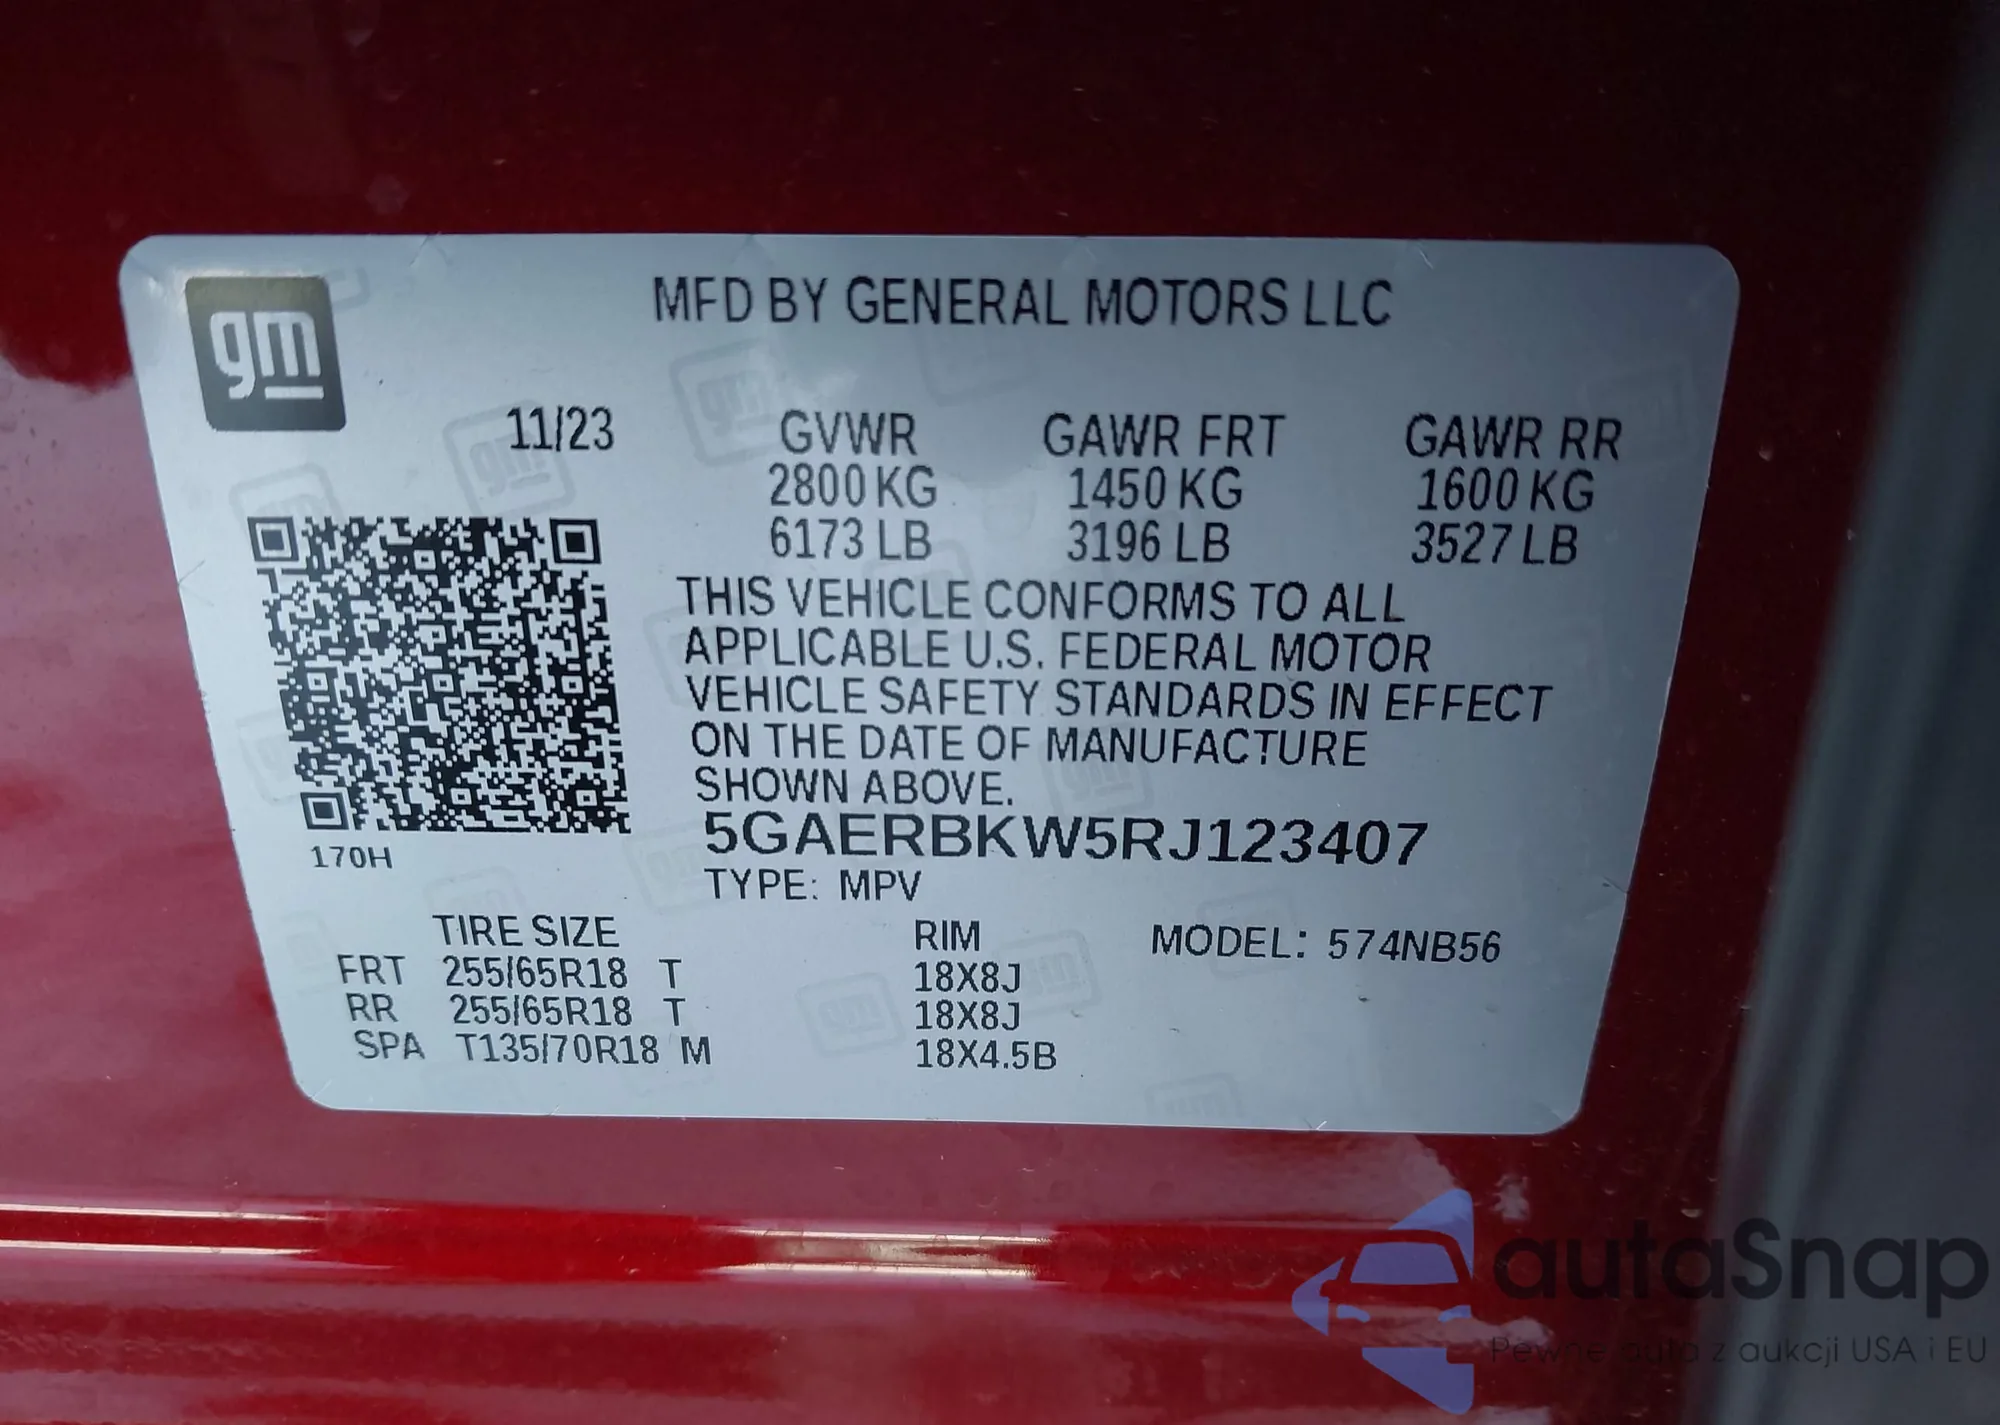 gm
MFD BY GENERAL MOTORS LLC
11/23 GVWR GAWR FRT GAWR RR
2800 KG 1450 KG 1600 KG
6173 LB 3196 LB 3527 LB
THIS VEHICLE CONFORMS TO ALL
APPLICABLE U.S. FEDERAL MOTOR
VEHICLE SAFETY STANDARDS IN EFFECT
ON THE DATE OF MANUFACTURE
SHOWN ABOVE.
5GAERBKW5RJ123407
170H
TYPE: MPV
TIRE SIZE RIM MODEL: 574NB56
FRT 255/65R18 T 18X8J
RR 255/65R18 T 18X8J
SPA T135/70R18 M 18X4.5B
autaSnap
Pewne auta z aukcji USA i EU